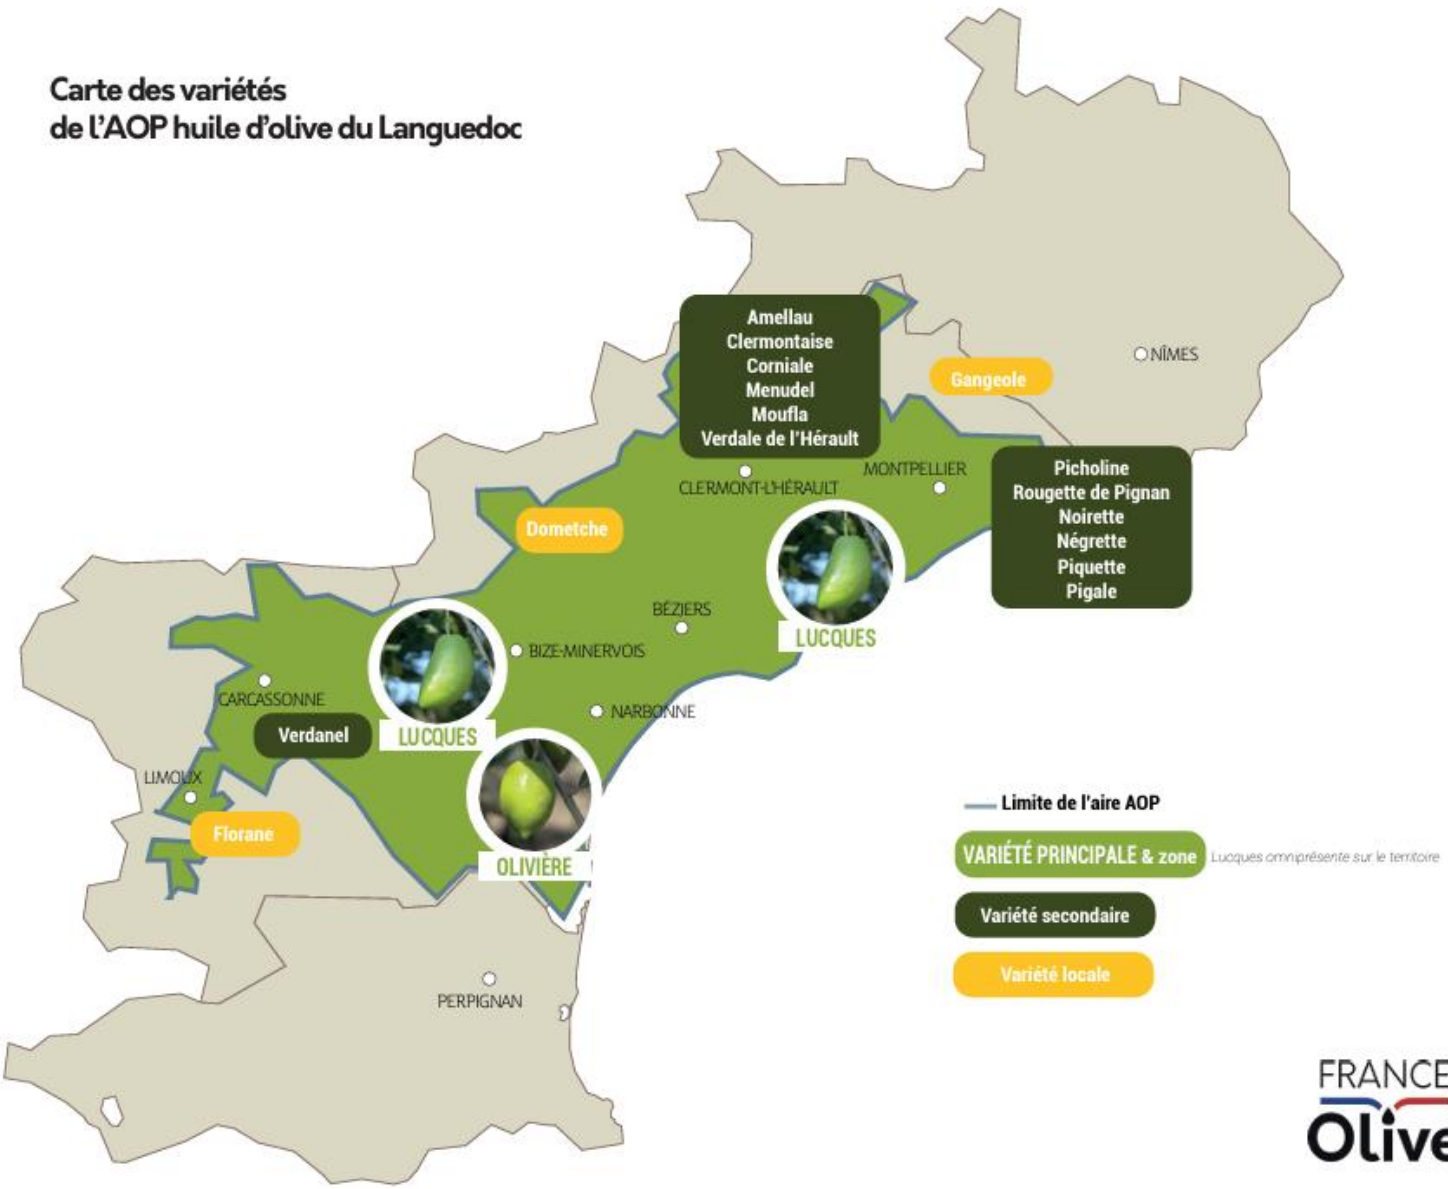 Carte des variétés
de l'AOP huile d'olive du Languedoc
Amellau
Clermontaise
Corniale
Menudel
Moufla
Verdale de l'Hérault
NÎMES
Gangeole
MONTPELLIER
CLERMONT-L'HÉRAULT
Picholine
Rougette de Pignan
Noirette
Négrette
Piquette
Pigale
Dometche
BÉZIERS
LUCQUES
BIZE-MINERVOIS
CARCASSONNE
NARBONNE
Verdanel
LUCQUES
LIMOUX
Florane
OLIVIÈRE
PERPIGNAN
Limite de l'aire AOP
VARIÉTÉ PRINCIPALE & zone
Lucques omniprésente sur le territoire
Variété secondaire
Variété locale
FRANCE
Olive